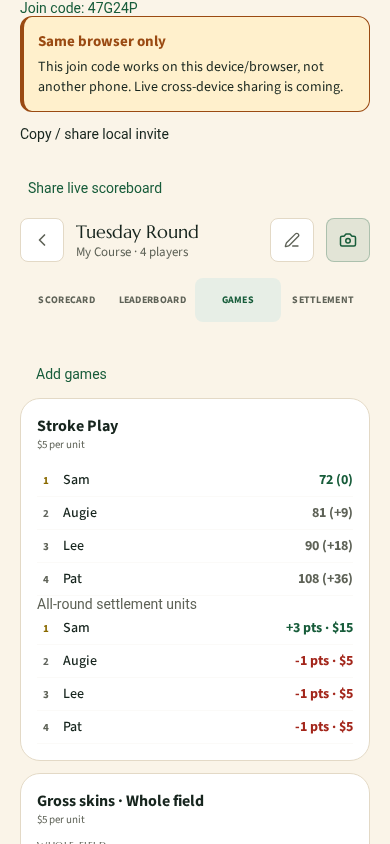 Join code: 47G24P
Same browser only
This join code works on this device/browser, not
another phone. Live cross-device sharing is coming.
Copy / share local invite
Share live scoreboard
Tuesday Round
My Course · 4 players
SCORECARD LEADERBOARD GAMES SETTLEMENT
Add games
Stroke Play
$5 per unit
1 Sam 72 (0)
2 Augie 81 (+9)
3 Lee 90 (+18)
4 Pat 108 (+36)
All-round settlement units
1 Sam +3 pts · $15
2 Augie -1 pts · $5
3 Lee -1 pts · $5
4 Pat -1 pts · $5
Gross skins · Whole field
$5 per unit